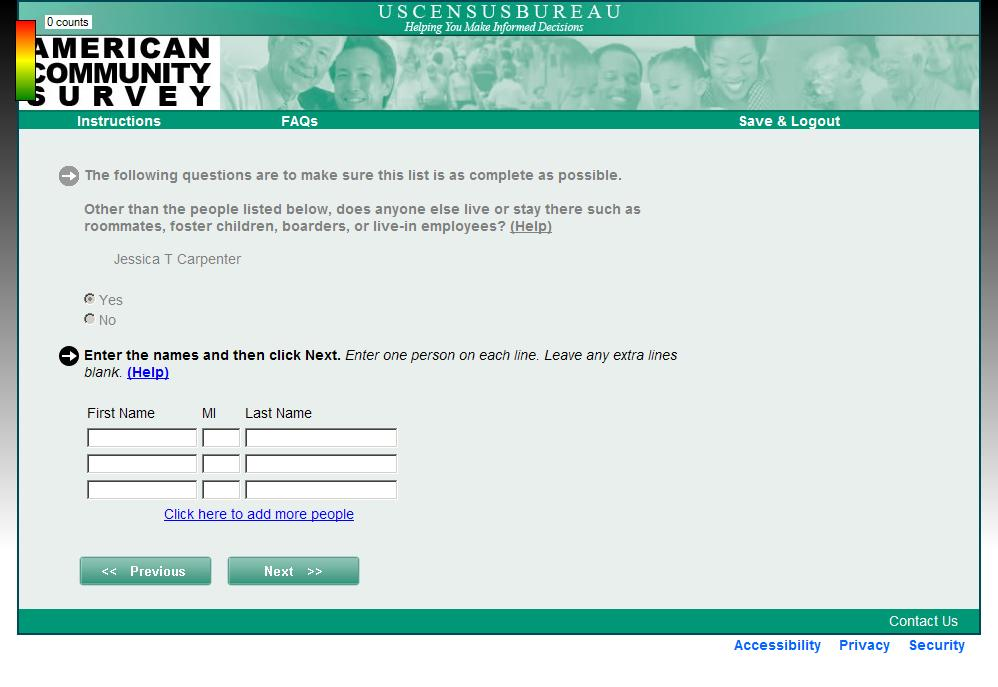 USCENSUSBUREAU
Helping You Make Informed Decisions
0 counts
AMERICAN
COMMUNITY
SURVEY
Instructions FAQs Save & Logout
The following questions are to make sure this list is as complete as possible.
Other than the people listed below, does anyone else live or stay there such as
roommates, foster children, boarders, or live-in employees? (Help)
Jessica T Carpenter
Yes
No
Enter the names and then click Next. Enter one person on each line. Leave any extra lines
blank. (Help)
First Name MI Last Name
Click here to add more people
<< Previous Next >>
Contact Us
Accessibility Privacy Security